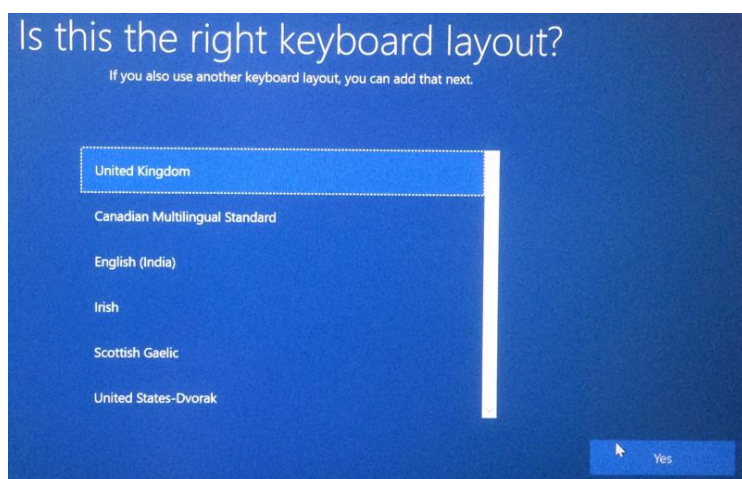 Is this the right keyboard layout?
If you also use another keyboard layout, you can add that next.
United Kingdom
Canadian Multilingual Standard
English (India)
Irish
Scottish Gaelic
United States-Dvorak
Yes